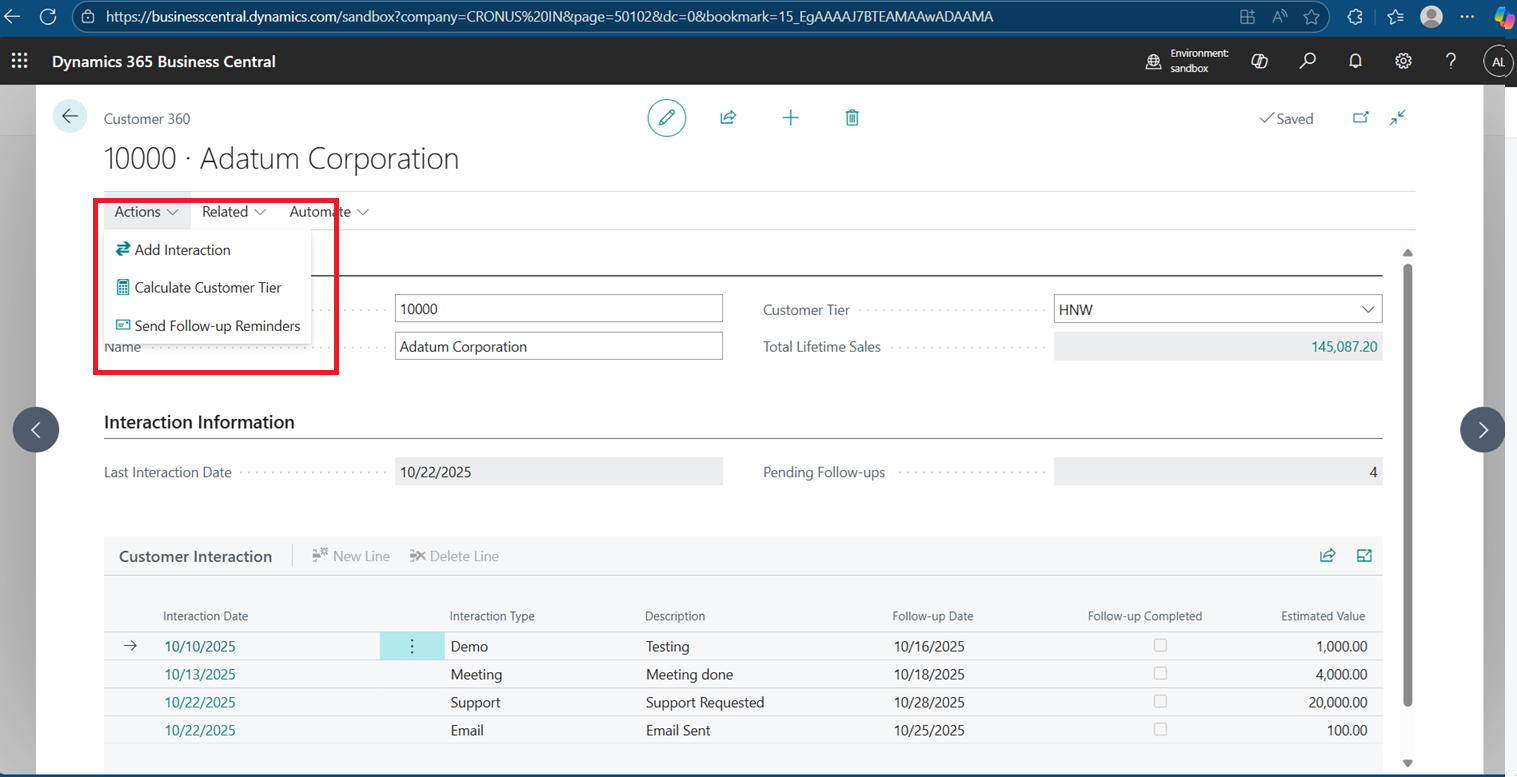 https://businesscentral.dynamics.com/sandbox?company=CRONUS%20IN&page=50102&dc=0&bookmark=15_EgAAAAJ7BTEAMAAwADAAMA
Dynamics 365 Business Central
Environment:
sandbox
AL
Customer 360
Saved
10000 · Adatum Corporation
Actions Related Automate
Add Interaction
Calculate Customer Tier
Send Follow-up Reminders
10000 Customer Tier HNW
Name Adatum Corporation Total Lifetime Sales 145,087.20
Interaction Information
Last Interaction Date 10/22/2025 Pending Follow-ups 4
Customer Interaction New Line Delete Line
Interaction Date Interaction Type Description Follow-up Date Follow-up Completed Estimated Value
10/10/2025 Demo Testing 10/16/2025 1,000.00
10/13/2025 Meeting Meeting done 10/18/2025 4,000.00
10/22/2025 Support Support Requested 10/28/2025 20,000.00
10/22/2025 Email Email Sent 10/25/2025 100.00